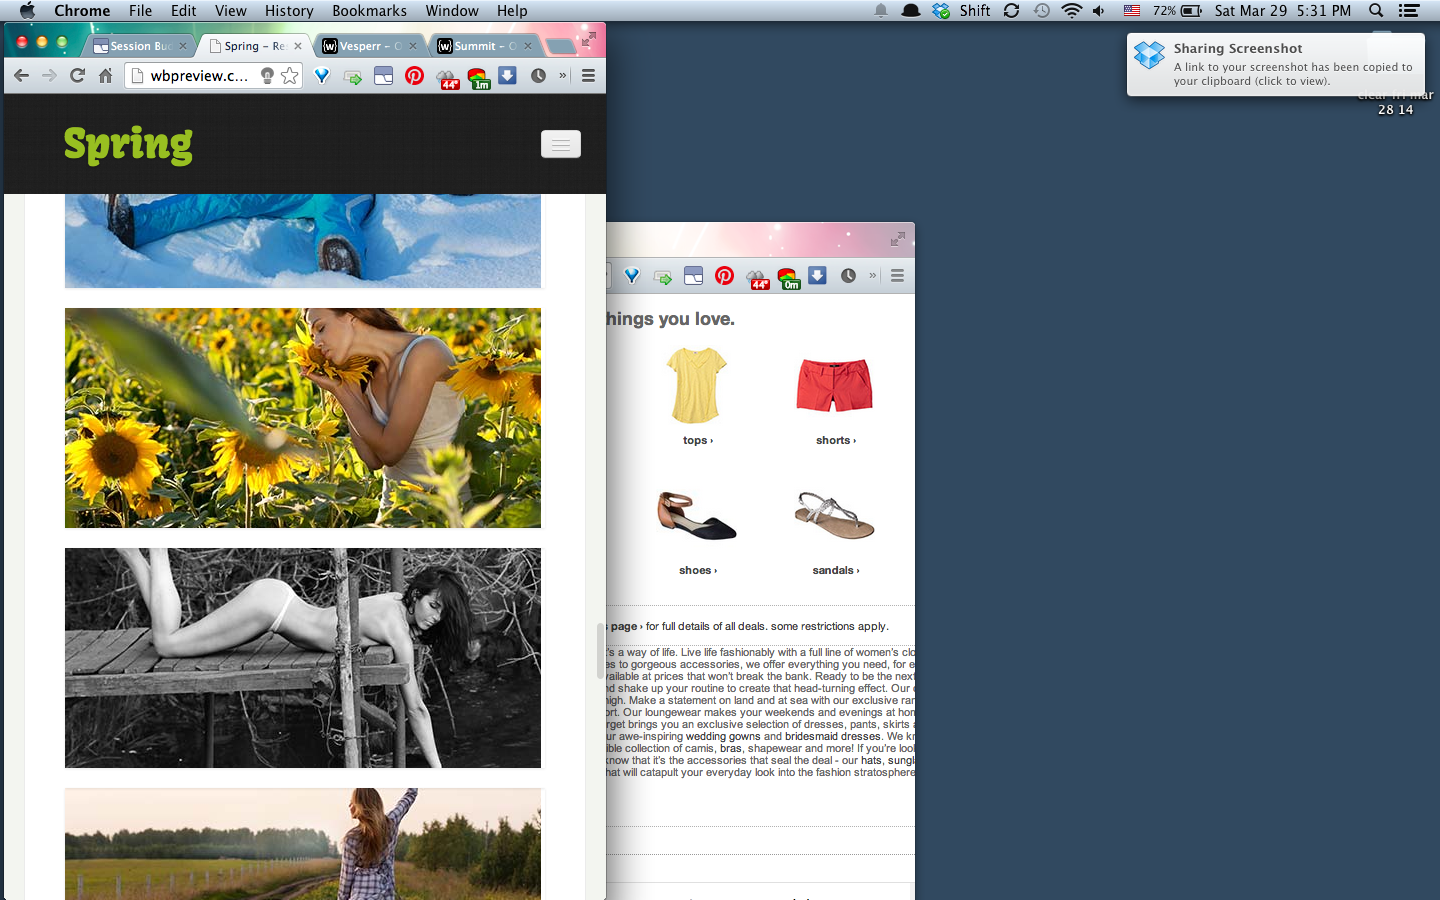 Chrome File Edit View History Bookmarks Window Help
Shift 72% Sat Mar 29 5:31 PM
Session Bu
Spring – Re
Vesperr – 
Summit – 
wbpreview.c...
44°
1m
»
Sharing Screenshot
A link to your screenshot has been copied to
your clipboard (click to view).
clear fri mar
28 14
Spring
44°
0m
»
hings you love.
tops ›
shorts ›
shoes ›
sandals ›
s page › for full details of all deals. some restrictions apply.
t's a way of life. Live life fashionably with a full line of women's clo
es to gorgeous accessories, we offer everything you need, for e
vailable at prices that won't break the bank. Ready to be the next
nd shake up your routine to create that head-turning effect. Our
high. Make a statement on land and at sea with our exclusive ran
ort. Our loungewear makes your weekends and evenings at hom
rget brings you an exclusive selection of dresses, pants, skirts
ur awe-inspiring wedding gowns and bridesmaid dresses. We kn
ible collection of camis, bras, shapewear and more! If you're look
know that it's the accessories that seal the deal - our hats, sungl
hat will catapult your everyday look into the fashion stratosphere